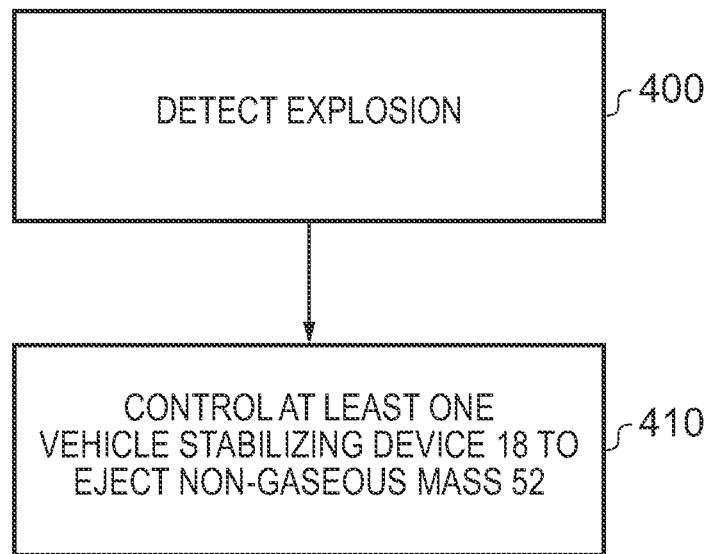 DETECT EXPLOSION
400
CONTROL AT LEAST ONE
VEHICLE STABILIZING DEVICE 18 TO
EJECT NON-GASEOUS MASS 52
410